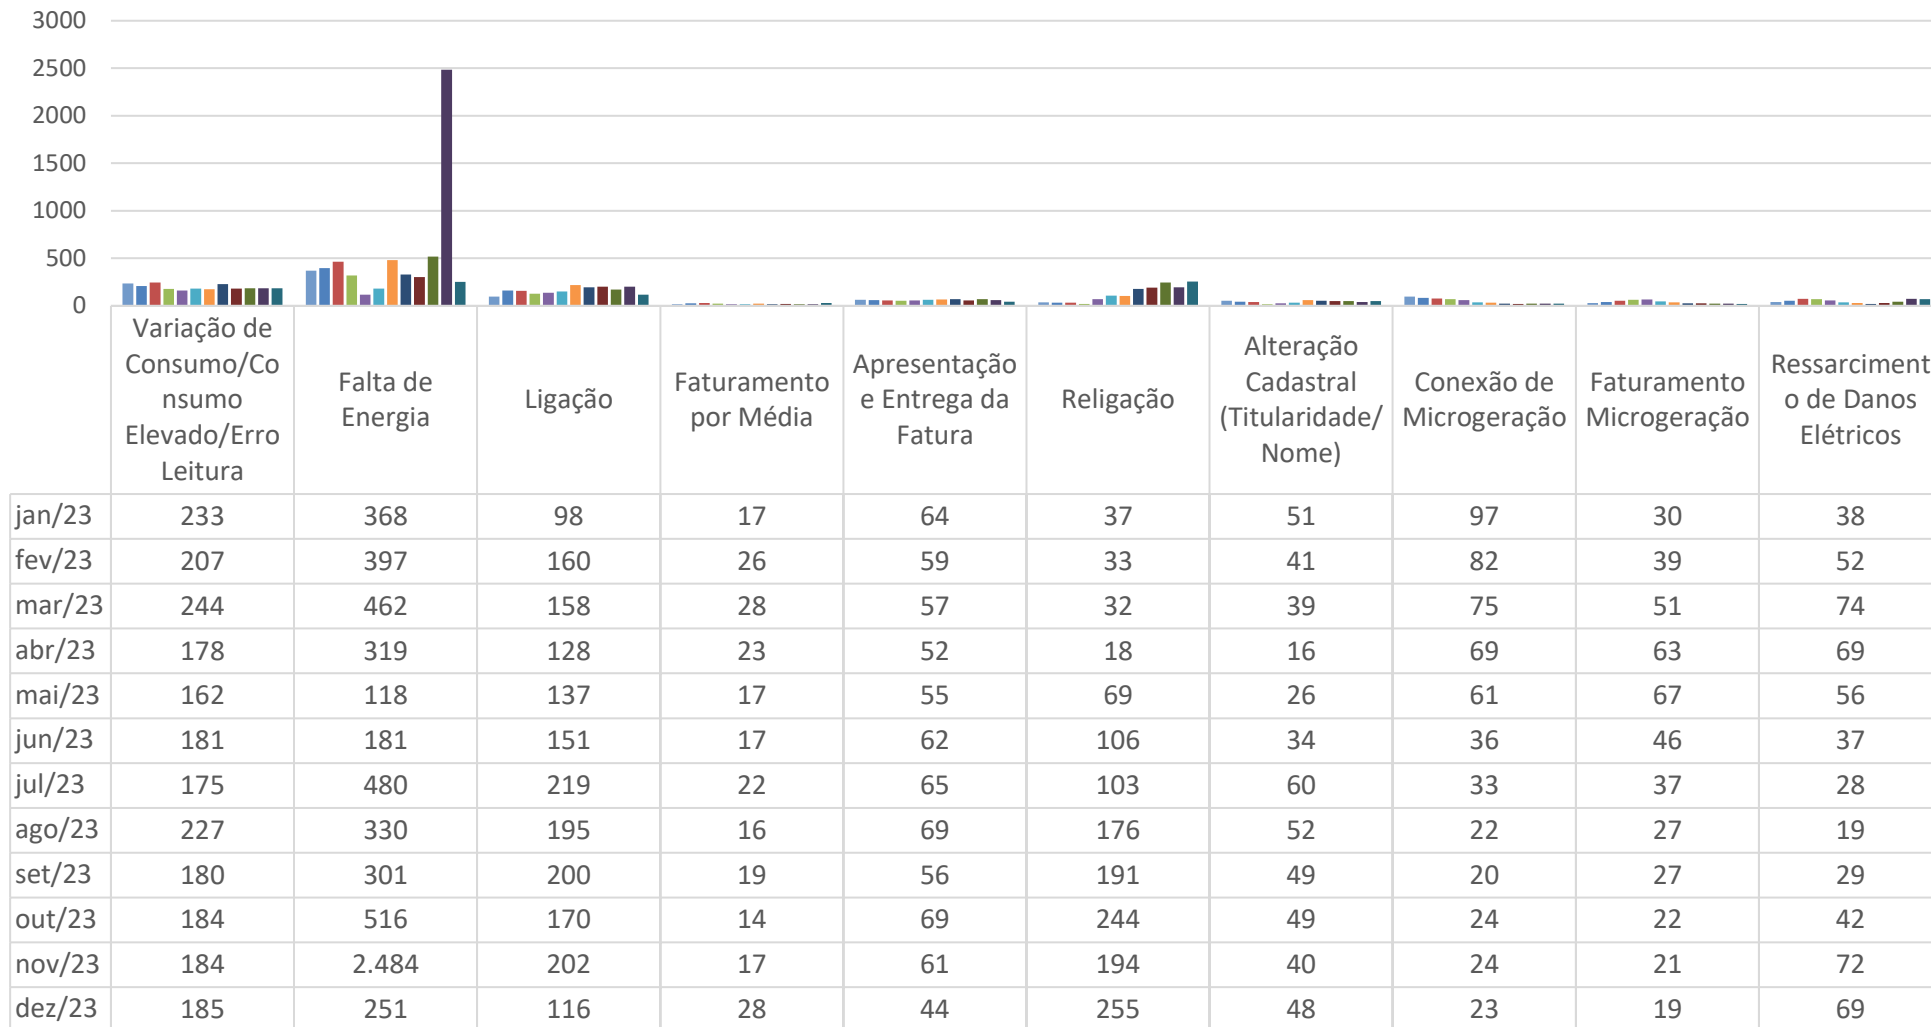 3000
2500
2000
1500
1000
500
0
Variação de
Consumo/Co
nsumo
Elevado/Erro
Leitura
Falta de
Energia
Ligação
Faturamento
por Média
Apresentação
e Entrega da
Fatura
Religação
Alteração
Cadastral
(Titularidade/
Nome)
Conexão de
Microgeração
Faturamento
Microgeração
Ressarciment
o de Danos
Elétricos
jan/23 233 368 98 17 64 37 51 97 30 38
fev/23 207 397 160 26 59 33 41 82 39 52
mar/23 244 462 158 28 57 32 39 75 51 74
abr/23 178 319 128 23 52 18 16 69 63 69
mai/23 162 118 137 17 55 69 26 61 67 56
jun/23 181 181 151 17 62 106 34 36 46 37
jul/23 175 480 219 22 65 103 60 33 37 28
ago/23 227 330 195 16 69 176 52 22 27 19
set/23 180 301 200 19 56 191 49 20 27 29
out/23 184 516 170 14 69 244 49 24 22 42
nov/23 184 2.484 202 17 61 194 40 24 21 72
dez/23 185 251 116 28 44 255 48 23 19 69